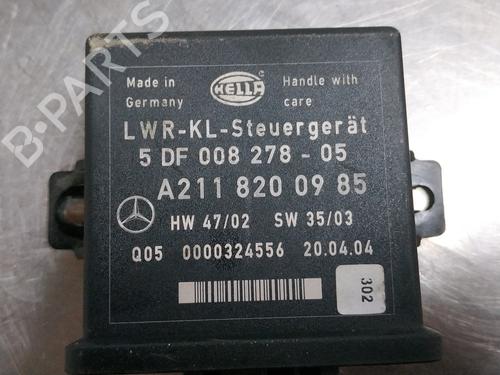 Made in
Germany
HELLA
Handle with
care
LWR-KL-Steuergerät
5 DF 008 278 - 05
A211 820 09 85
HW 47/02 SW 35/03
Q05 0000324556 20.04.04
302
B-PARTS